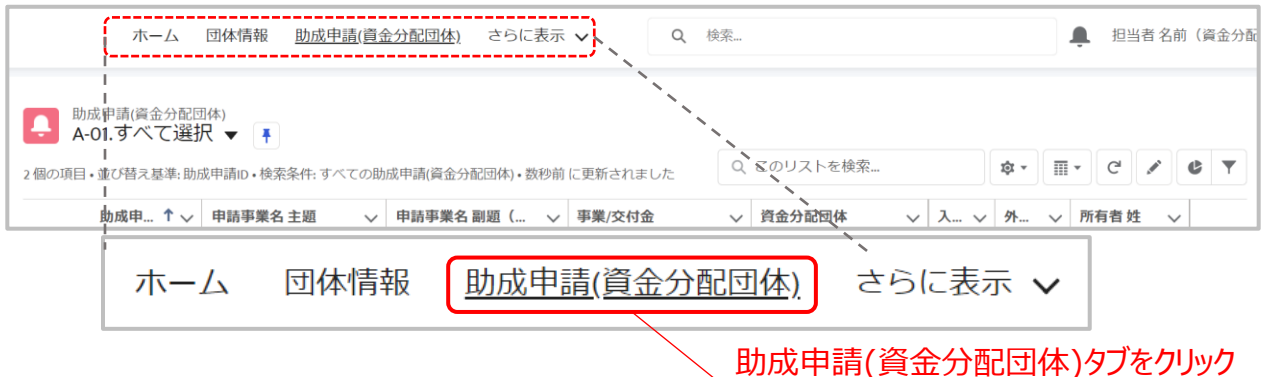 ホーム 団体情報 助成申請(資金分配団体) さらに表示 検索... 担当者 名前（資金分配
助成申請(資金分配団体)
A-01.すべて選択
2 個の項目 • 並び替え基準: 助成申請ID • 検索条件: すべての助成申請(資金分配団体) • 数秒前 に更新されました このリストを検索...
助成申... ↑ 申請事業名 主題 申請事業名 副題（... 事業/交付金 資金分配団体 入... 外... 所有者 姓
ホーム 団体情報 助成申請(資金分配団体) さらに表示
助成申請(資金分配団体)タブをクリック